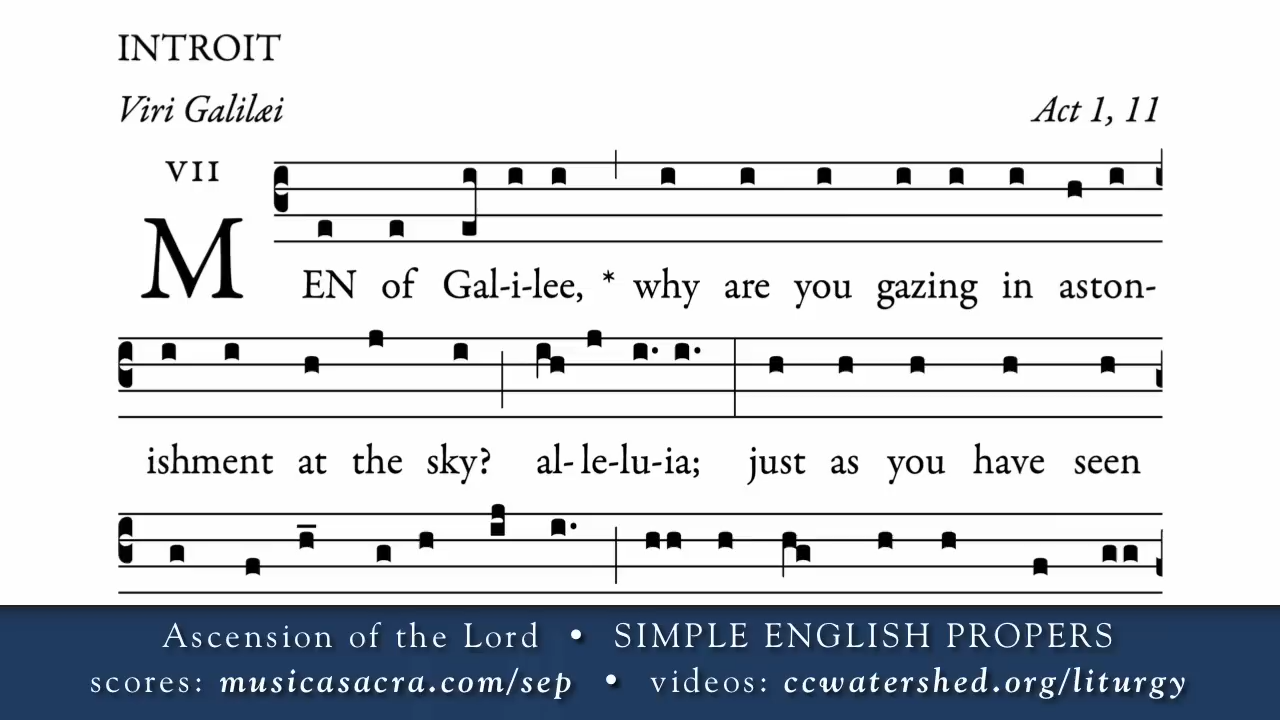 INTROIT
Viri Galilæi Act 1, 11
VII
MEN of Gal-i-lee, * why are you gazing in aston-
ishment at the sky? al-le-lu-ia; just as you have seen
Ascension of the Lord • SIMPLE ENGLISH PROPERS
scores: musicasacra.com/sep • videos: ccwatershed.org/liturgy